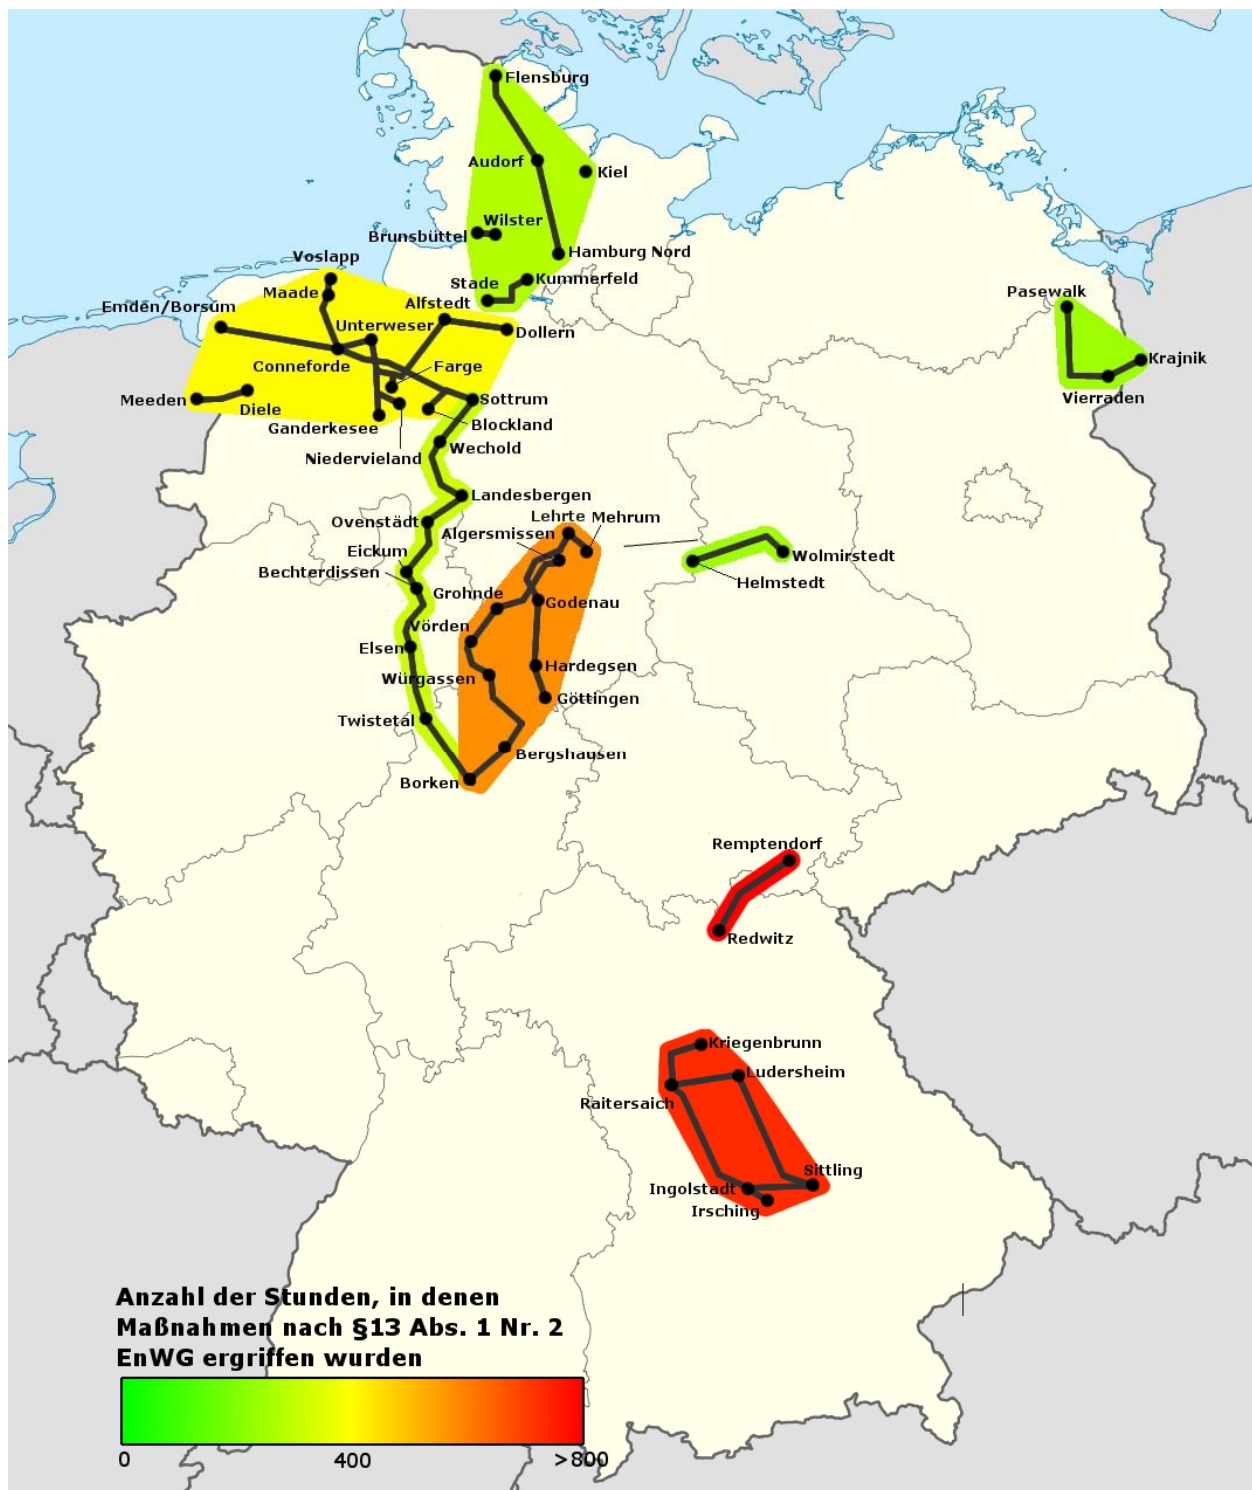 Flensburg
Audorf
Kiel
Wilster
Brunsbüttel
Hamburg Nord
Voslapp
Stade
Kummerfeld
Maade
Emden/Borsum
Alfstedt
Pasewalk
Unterweser
Dollern
Conneforde
Farge
Krajnik
Meeden
Diele
Sottrum
Vierraden
Ganderkesee
Blockland
Niedervieland
Wechold
Landesbergen
Ovenstädt
Lehrte Mehrum
Algersmissen
Eickum
Wolmirstedt
Bechterdissen
Helmstedt
Grohnde
Godenau
Vörden
Elsen
Hardegsen
Würgassen
Göttingen
Twistetal
Bergshausen
Borken
Remptendorf
Redwitz
Kriegenbrunn
Ludersheim
Raitersaich
Sittling
Ingolstadt
Irsching
Anzahl der Stunden, in denen
Maßnahmen nach §13 Abs. 1 Nr. 2
EnWG ergriffen wurden
0 400 >800